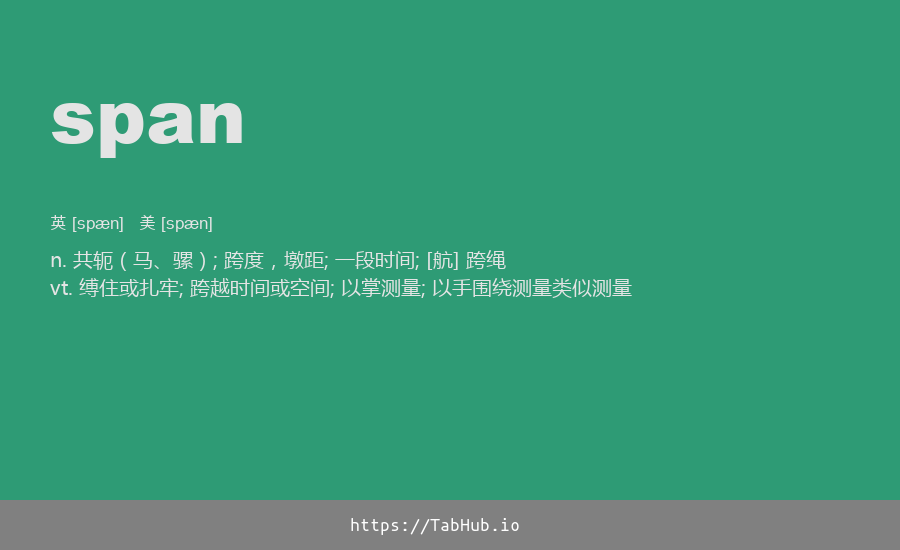 span
英 [spæn]   美 [spæn]
n. 共轭（马、骡）; 跨度，墩距; 一段时间; [航] 跨绳
vt. 缚住或扎牢; 跨越时间或空间; 以掌测量; 以手围绕测量类似测量
https://TabHub.io